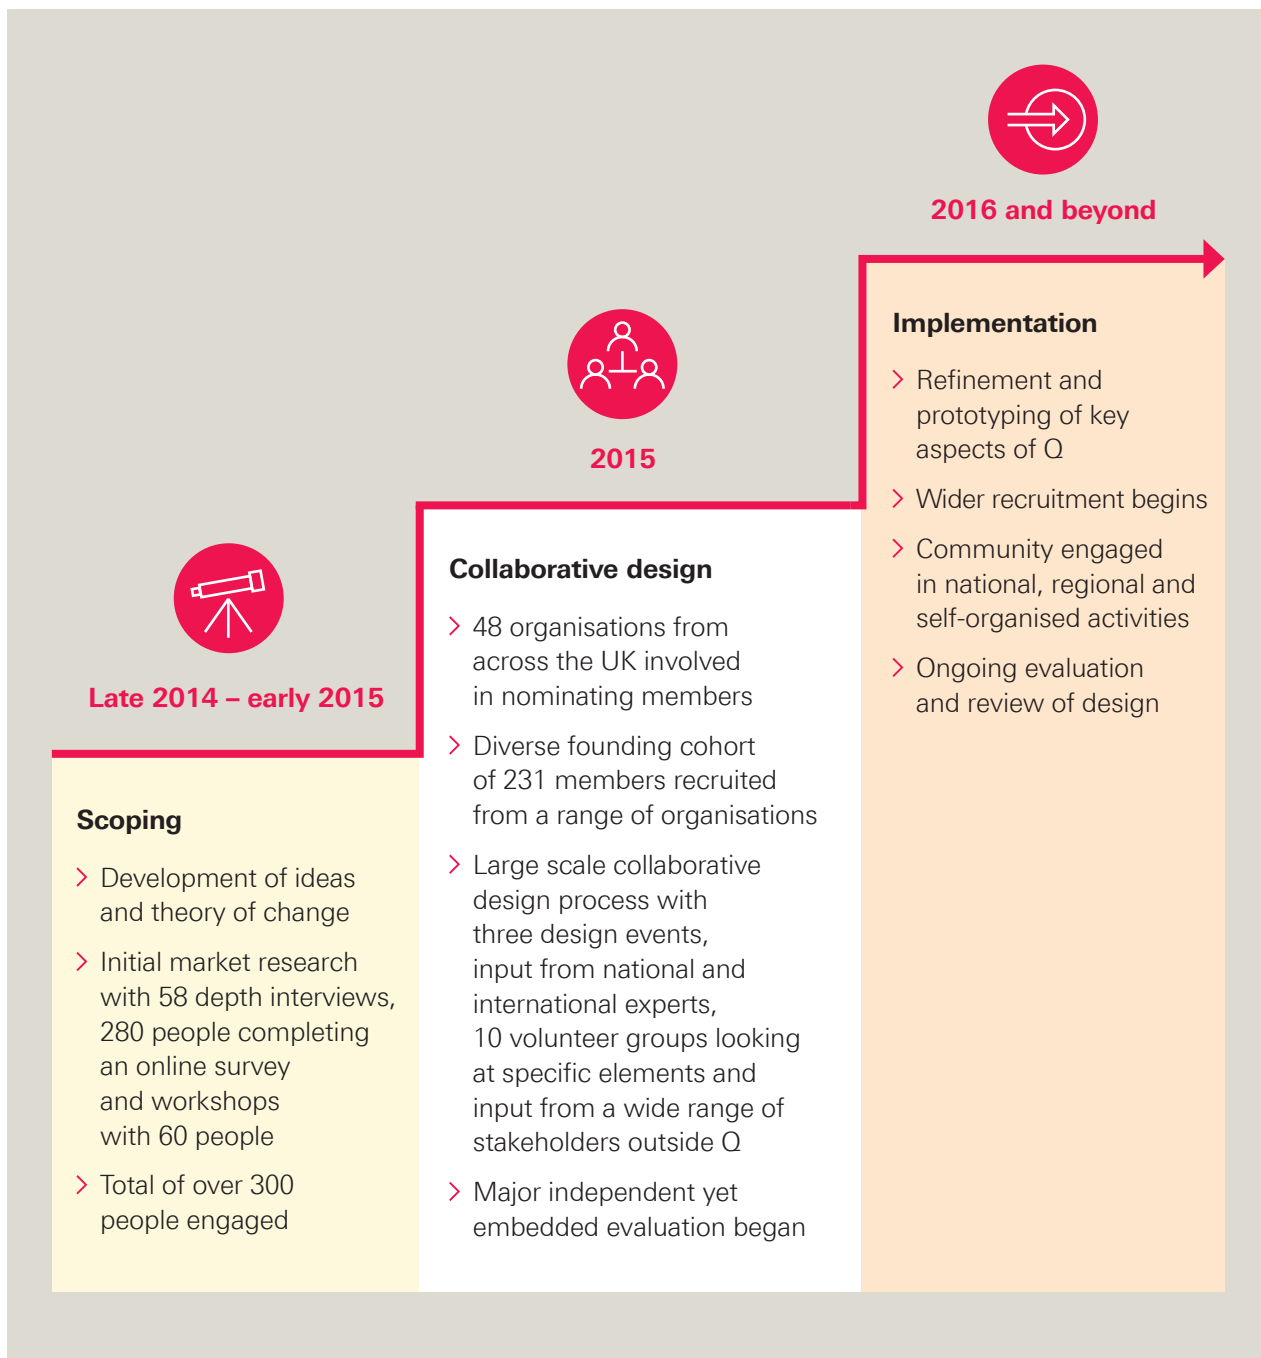 2016 and beyond
2015
Late 2014 – early 2015
Scoping
> Development of ideas
and theory of change
> Initial market research
with 58 depth interviews,
280 people completing
an online survey
and workshops
with 60 people
> Total of over 300
people engaged
Collaborative design
> 48 organisations from
across the UK involved
in nominating members
> Diverse founding cohort
of 231 members recruited
from a range of organisations
> Large scale collaborative
design process with
three design events,
input from national and
international experts,
10 volunteer groups looking
at specific elements and
input from a wide range of
stakeholders outside Q
> Major independent yet
embedded evaluation began
Implementation
> Refinement and
prototyping of key
aspects of Q
> Wider recruitment begins
> Community engaged
in national, regional and
self-organised activities
> Ongoing evaluation
and review of design